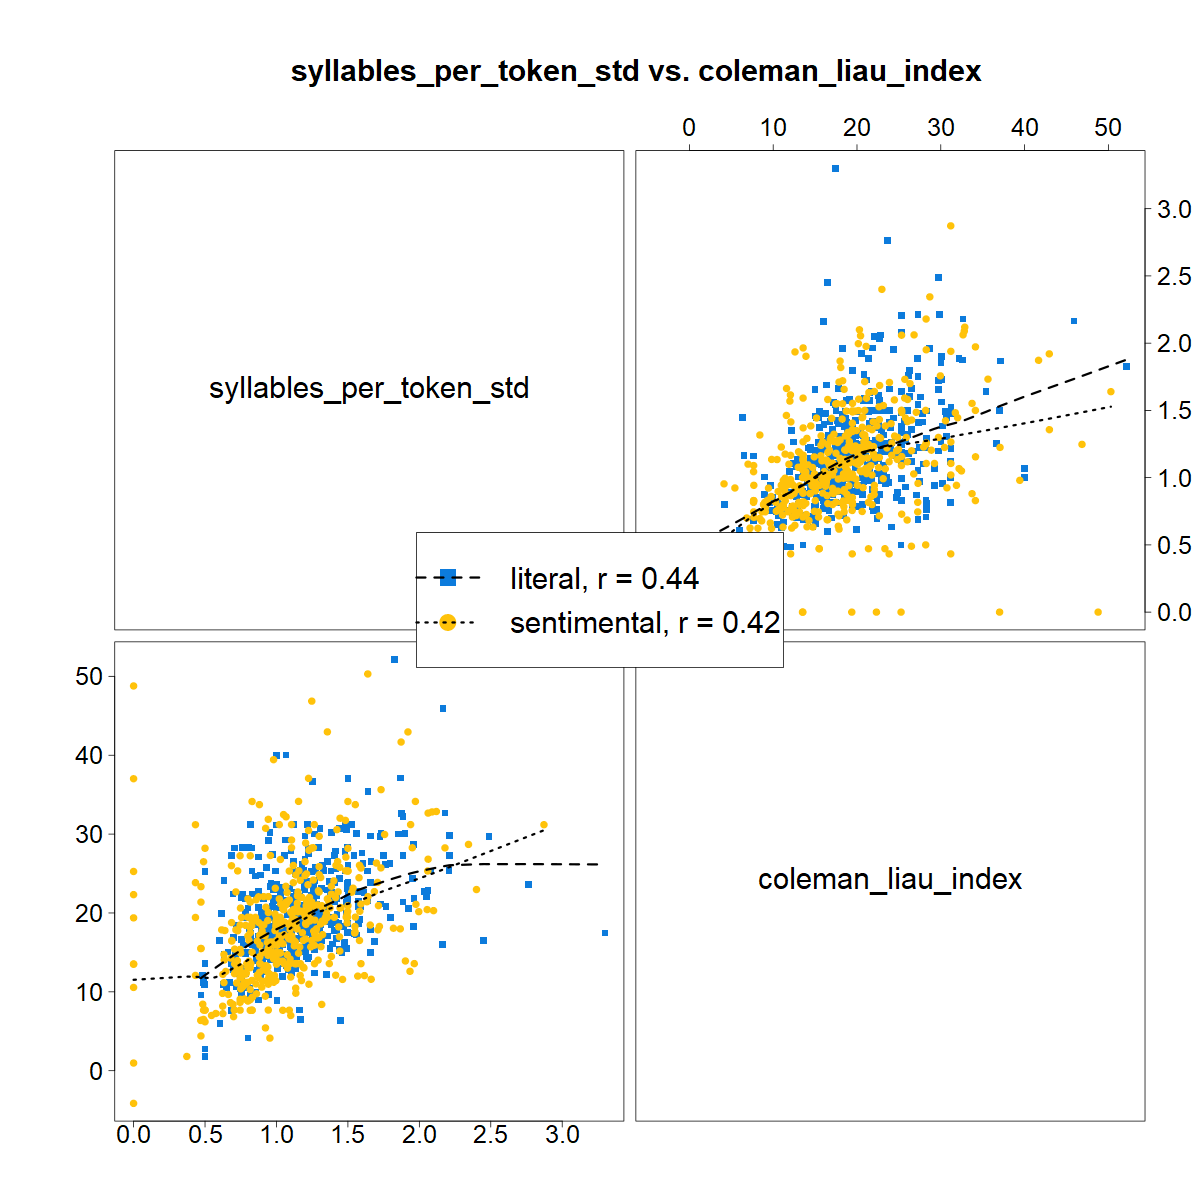 syllables_per_token_std vs. coleman_liau_index
0 10 20 30 40 50
syllables_per_token_std
3.0
2.5
2.0
1.5
1.0
0.5
0.0
literal, r = 0.44
sentimental, r = 0.42
50
40
30
20
10
0
coleman_liau_index
0.0 0.5 1.0 1.5 2.0 2.5 3.0